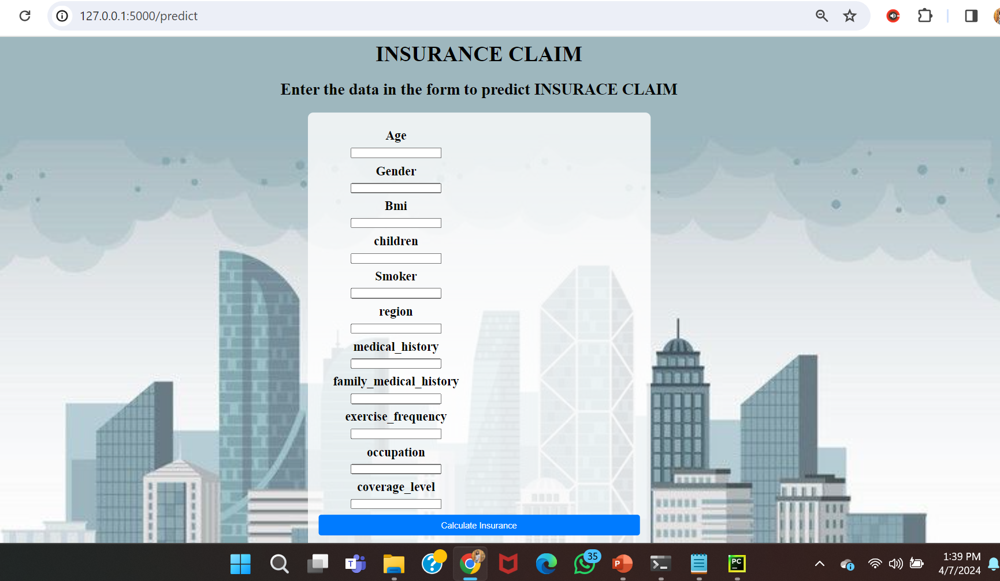 127.0.0.1:5000/predict
INSURANCE CLAIM
Enter the data in the form to predict INSURACE CLAIM
Age
Gender
Bmi
children
Smoker
region
medical_history
family_medical_history
exercise_frequency
occupation
coverage_level
Calculate Insurance
T
P
PC
35
1:39 PM
4/7/2024